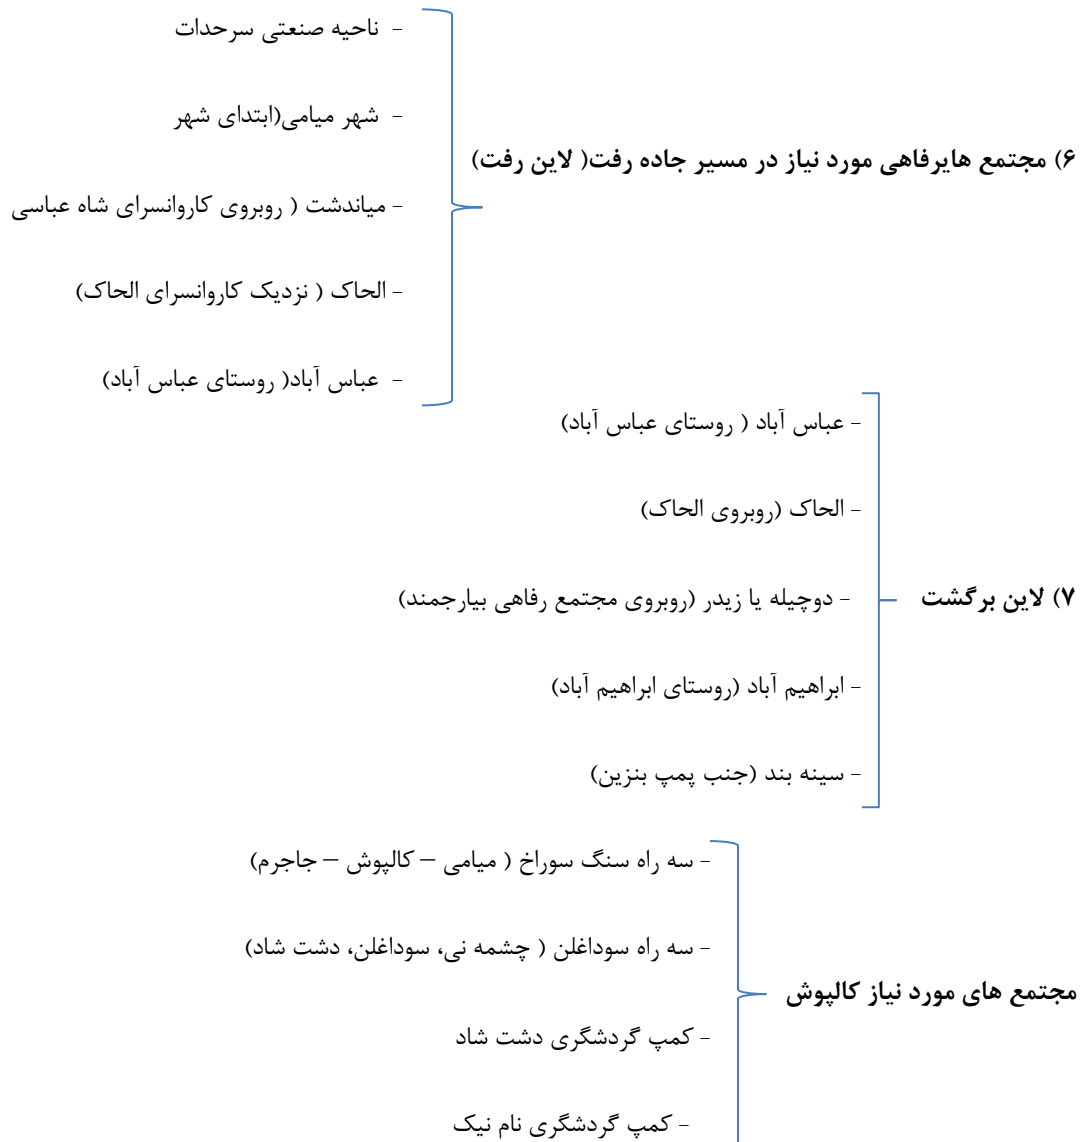 - ناحیه صنعتی سرحدات
- شهر میامی(ابتدای شهر
۶) مجتمع هایرفاهی مورد نیاز در مسیر جاده رفت( لاین رفت)
- میاندشت ( روبروی کاروانسرای شاه عباسی
- الحاک ( نزدیک کاروانسرای الحاک)
- عباس آباد( روستای عباس آباد)
- عباس آباد ( روستای عباس آباد)
- الحاک (روبروی الحاک)
۷) لاین برگشت
- دوچیله یا زیدر (روبروی مجتمع رفاهی بیارجمند)
- ابراهیم آباد (روستای ابراهیم آباد)
- سینه بند (جنب پمپ بنزین)
- سه راه سنگ سوراخ ( میامی – کالپوش – جاجرم)
- سه راه سوداغلن ( چشمه نی، سوداغلن، دشت شاد)
مجتمع های مورد نیاز کالپوش
- کمپ گردشگری دشت شاد
- کمپ گردشگری نام نیک